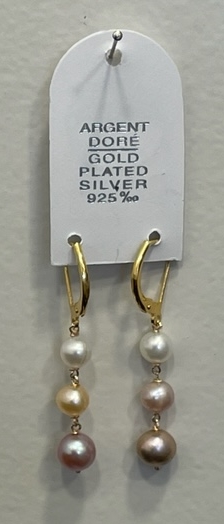 ARGENT
DORÉ
GOLD
PLATED
SILVER
925‰